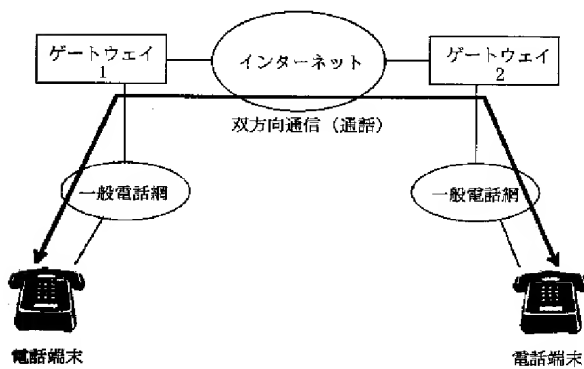 ゲートウェイ
1
インターネット
ゲートウェイ
2
双方向通信（通話）
一般電話網
一般電話網
電話端末
電話端末